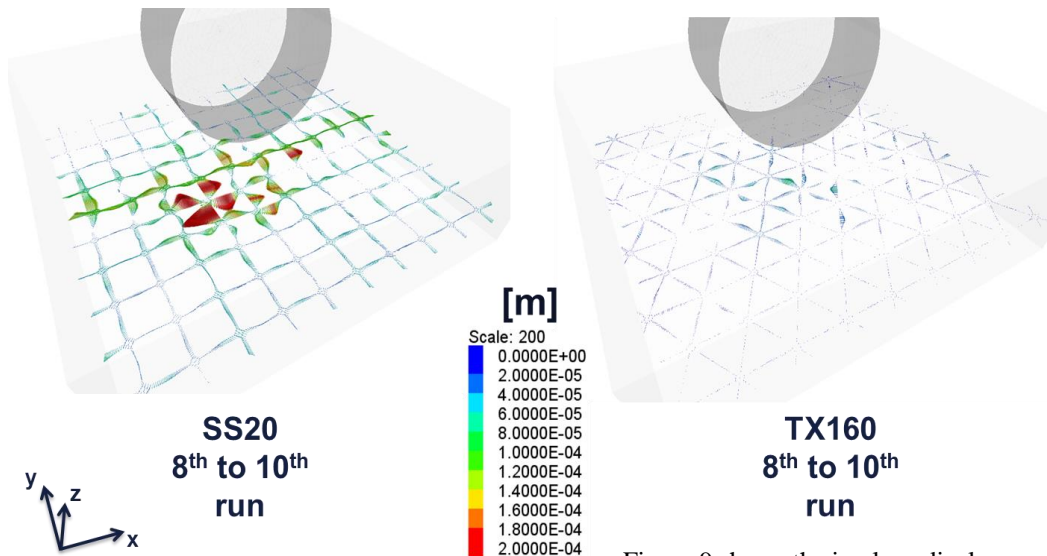 [m]
Scale: 200
0.0000E+00
2.0000E-05
4.0000E-05
6.0000E-05
8.0000E-05
1.0000E-04
1.2000E-04
1.4000E-04
1.6000E-04
1.8000E-04
2.0000E-04
SS20
8th to 10th
run
TX160
8th to 10th
run
y
z
x